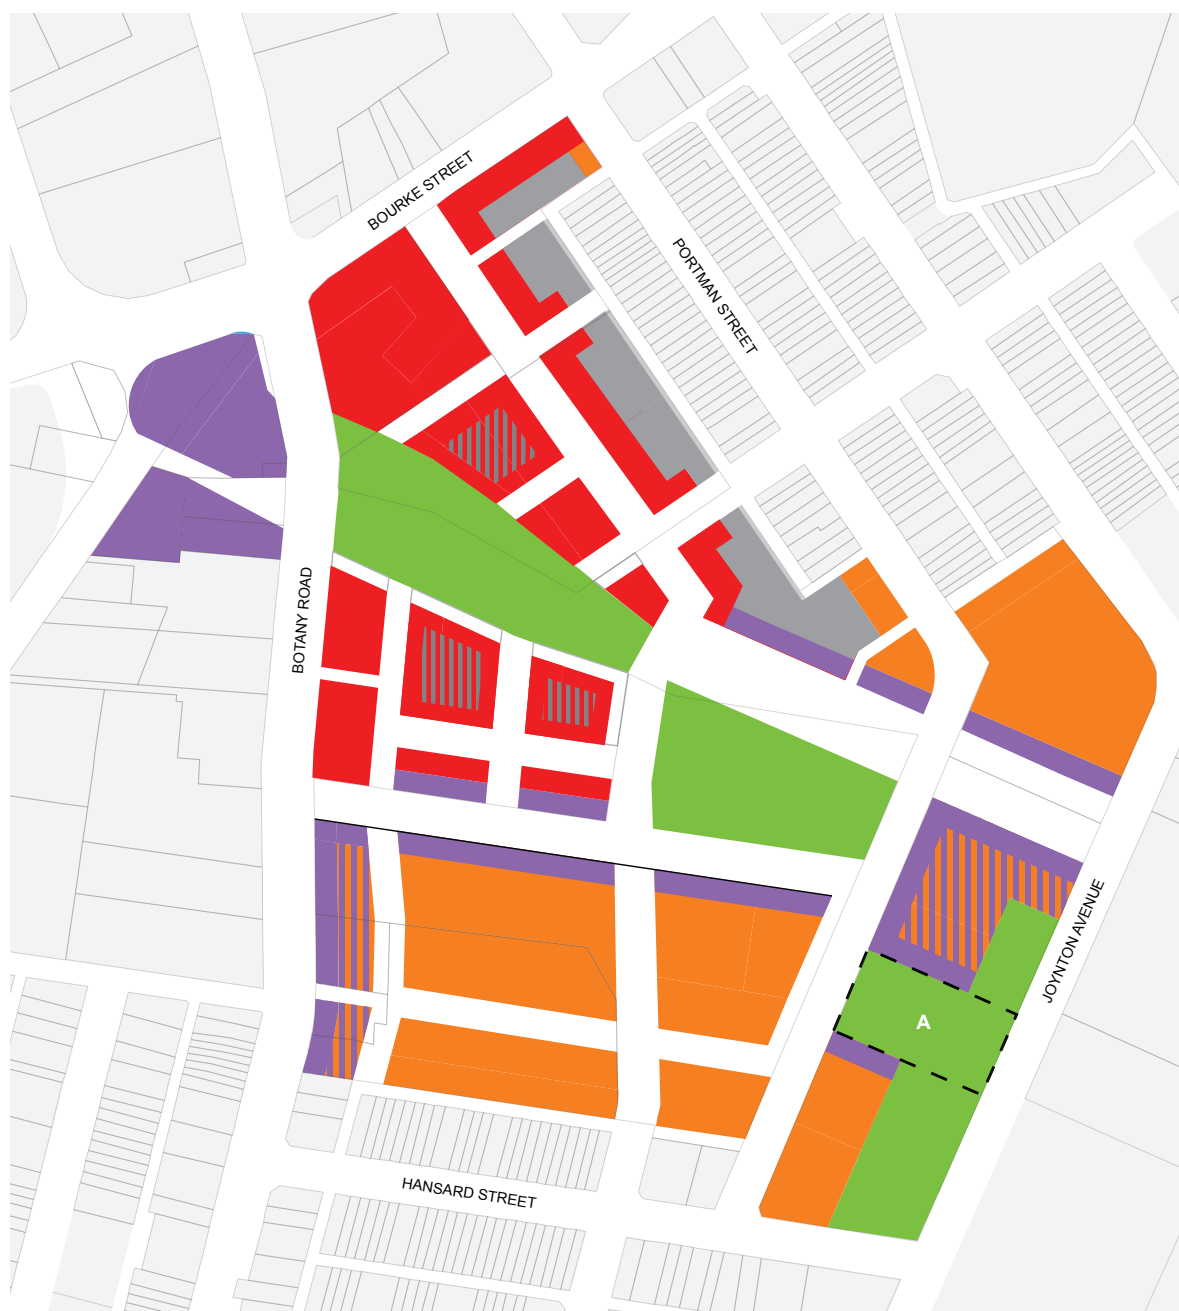 BOURKE STREET
PORTMAN STREET
BOTANY ROAD
JOYNTON AVENUE
A
HANSARD STREET